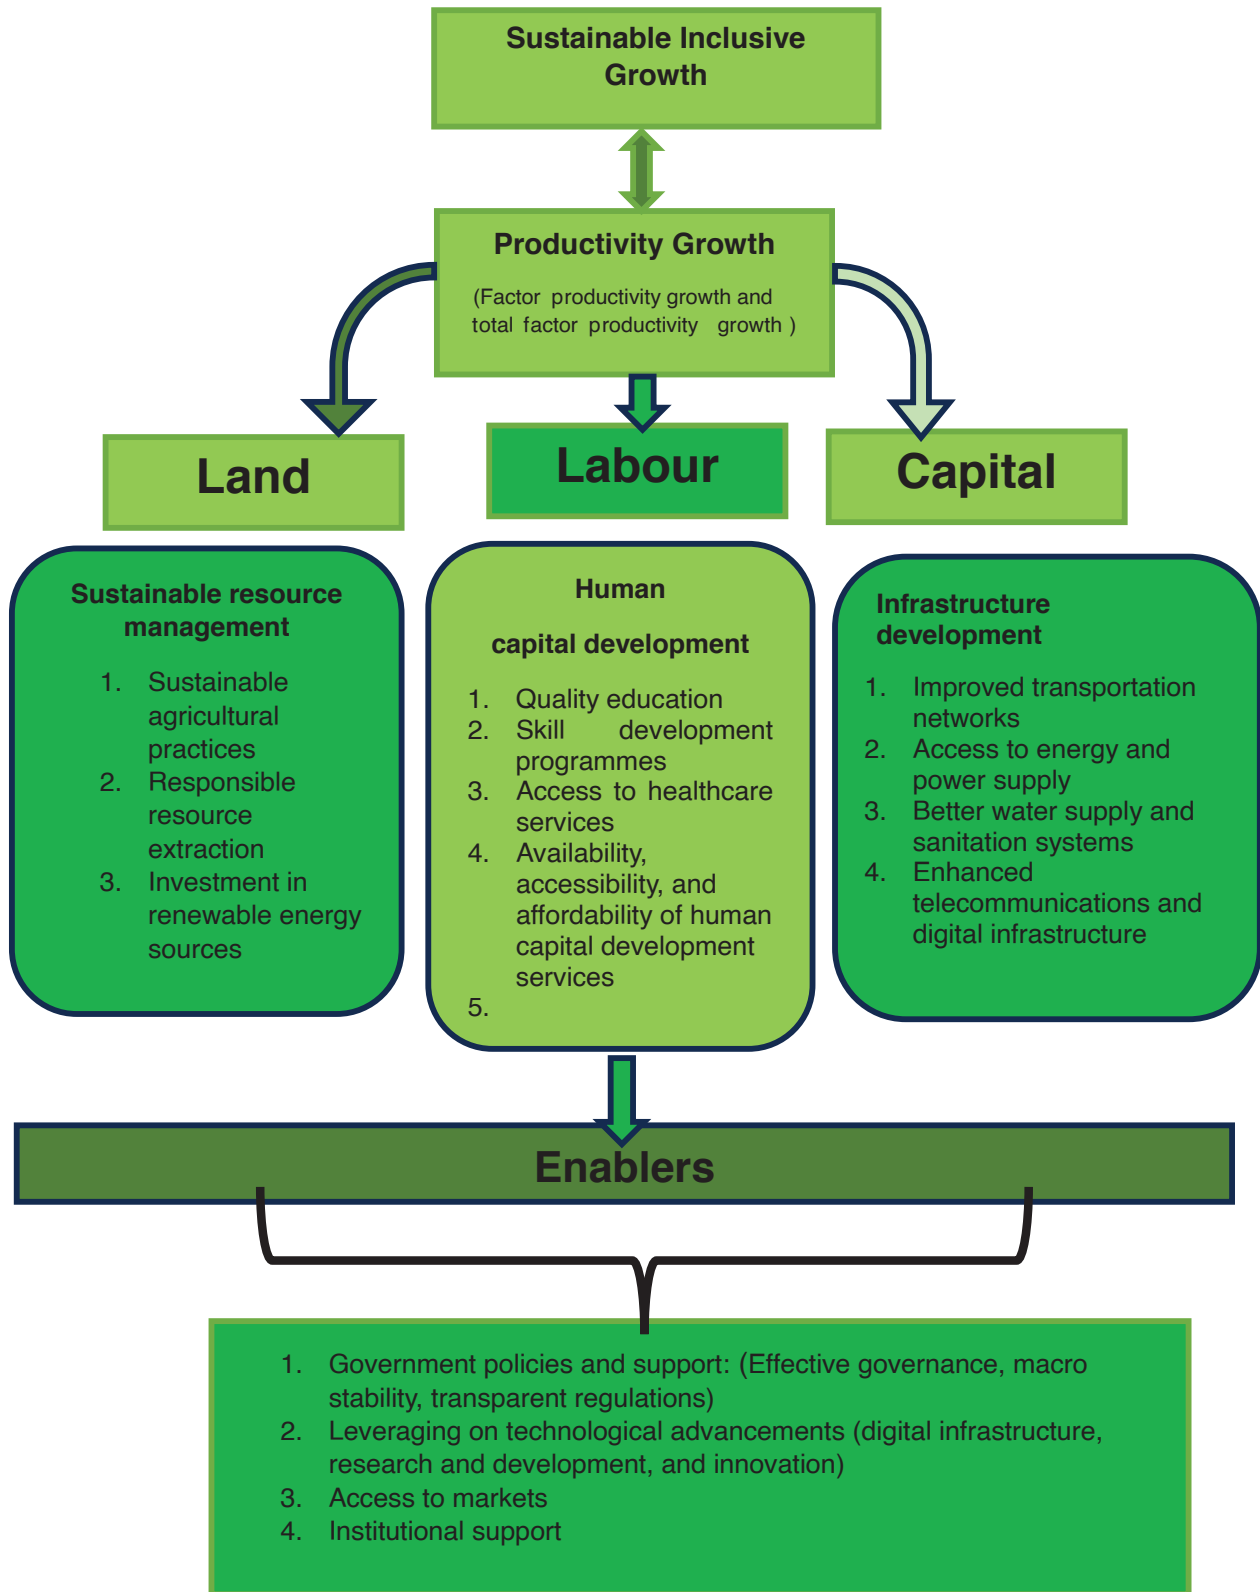 Sustainable Inclusive
Growth
Productivity Growth
(Factor productivity growth and
total factor productivity growth )
Land
Labour
Capital
Sustainable resource
management
1. Sustainable
agricultural
practices
2. Responsible
resource
extraction
3. Investment in
renewable energy
sources
Human
capital development
1. Quality education
2. Skill development
programmes
3. Access to healthcare
services
4. Availability,
accessibility, and
affordability of human
capital development
services
5.
Infrastructure
development
1. Improved transportation
networks
2. Access to energy and
power supply
3. Better water supply and
sanitation systems
4. Enhanced
telecommunications and
digital infrastructure
Enablers
1. Government policies and support: (Effective governance, macro
stability, transparent regulations)
2. Leveraging on technological advancements (digital infrastructure,
research and development, and innovation)
3. Access to markets
4. Institutional support